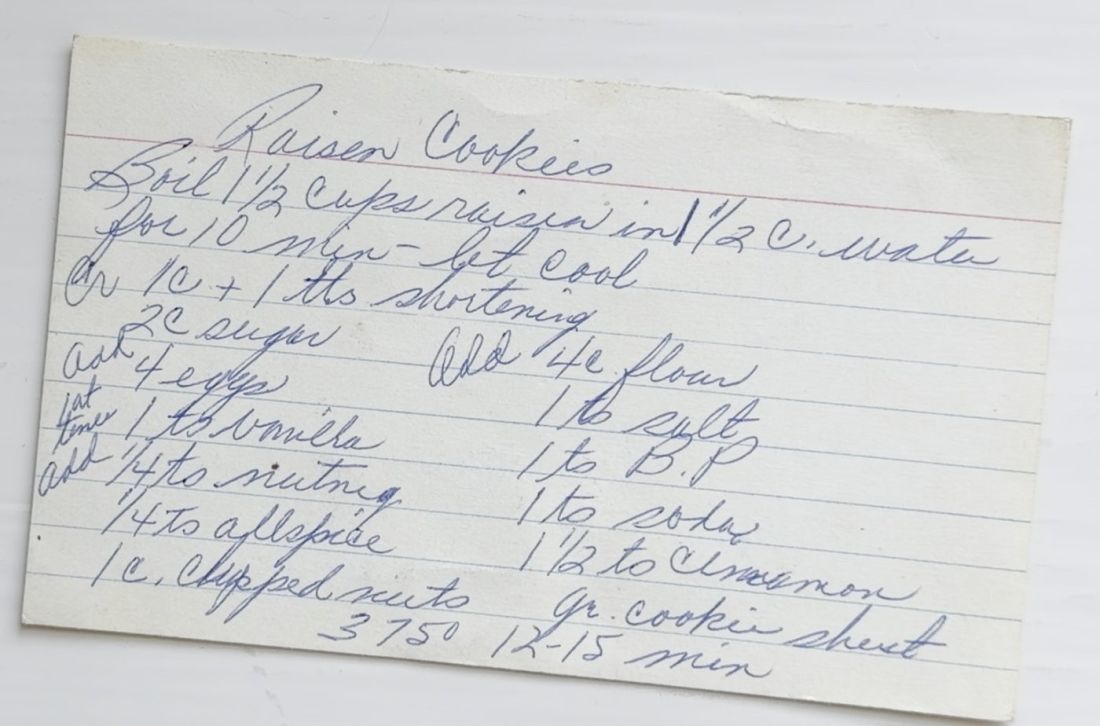 Raisen Cookies
Boil 1 1/2 cups raisen in 1 1/2 c. water
for 10 min - let cool
Cr 1c + 1 tbs shortening
2c sugar
add 4 eggs
1 at time
1 ts vanilla
add 1/4 ts nutmeg
1/4 ts allspice
1 c. chopped nuts
add 4c flour
1 ts salt
1 ts B.P
1 ts soda
1 1/2 ts Cinnamon
gr. cookie sheet
375° 12-15 min